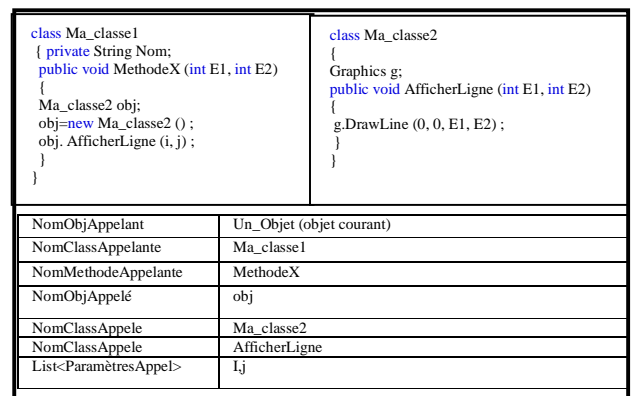 class Ma_classe1
{ private String Nom;
public void MethodeX (int E1, int E2)
{
Ma_classe2 obj;
obj=new Ma_classe2 () ;
obj. AfficherLigne (i, j) ;
}
}
class Ma_classe2
{
Graphics g;
public void AfficherLigne (int E1, int E2)
{
g.DrawLine (0, 0, E1, E2) ;
}
}
NomObjAppelant Un_Objet (objet courant)
NomClassAppelante Ma_classe1
NomMethodeAppelante MethodeX
NomObjAppelé obj
NomClassAppele Ma_classe2
NomClassAppele AfficherLigne
List<ParamètresAppel> I,j